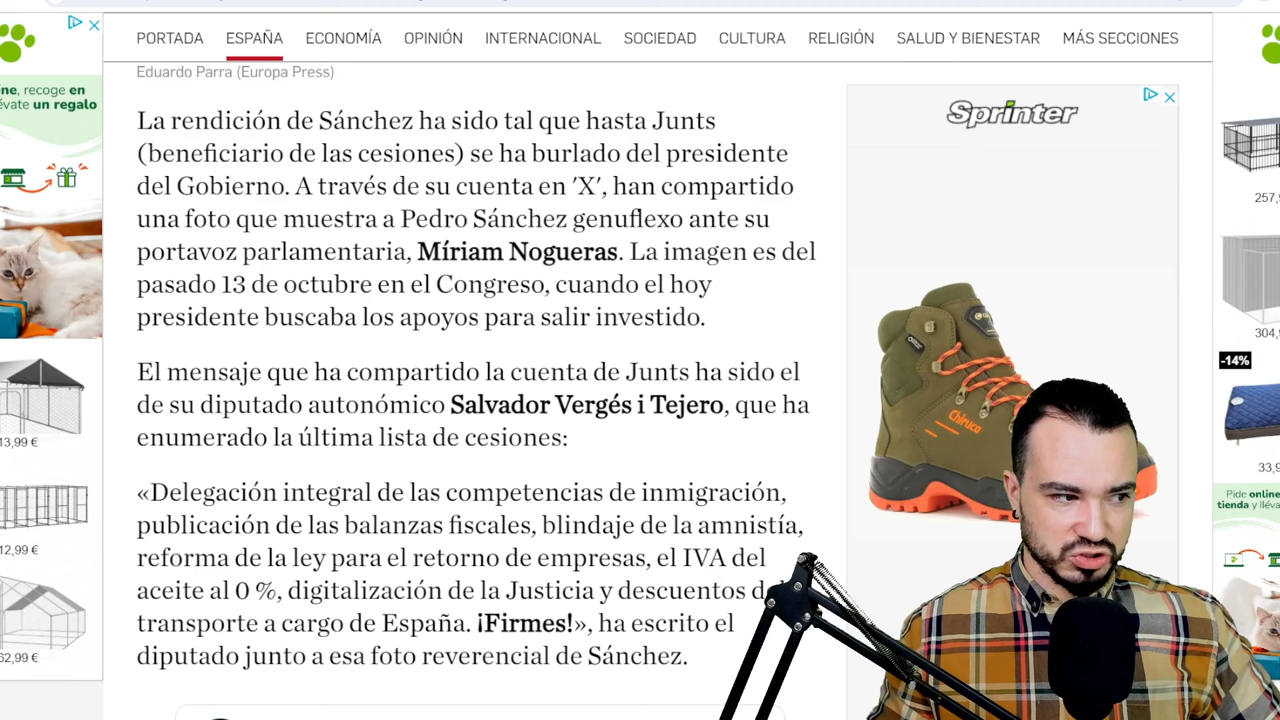 PORTADA ESPAÑA ECONOMÍA OPINIÓN INTERNACIONAL SOCIEDAD CULTURA RELIGIÓN SALUD Y BIENESTAR MÁS SECCIONES
Eduardo Parra (Europa Press)
La rendición de Sánchez ha sido tal que hasta Junts
(beneficiario de las cesiones) se ha burlado del presidente
del Gobierno. A través de su cuenta en 'X', han compartido
una foto que muestra a Pedro Sánchez genuflexo ante su
portavoz parlamentaria, Míriam Nogueras. La imagen es del
pasado 13 de octubre en el Congreso, cuando el hoy
presidente buscaba los apoyos para salir investido.
El mensaje que ha compartido la cuenta de Junts ha sido el
de su diputado autonómico Salvador Vergés i Tejero, que ha
enumerado la última lista de cesiones:
«Delegación integral de las competencias de inmigración,
publicación de las balanzas fiscales, blindaje de la amnistía,
reforma de la ley para el retorno de empresas, el IVA del
aceite al 0 %, digitalización de la Justicia y descuentos
transporte a cargo de España. ¡Firmes!», ha escrito el
diputado junto a esa foto reverencial de Sánchez.
ne, recoge en
évate un regalo
13,99 €
12,99 €
62,99 €
Sprinter
Chiruca
257,
304,
-14%
33,9
Pide online
tienda y lléva